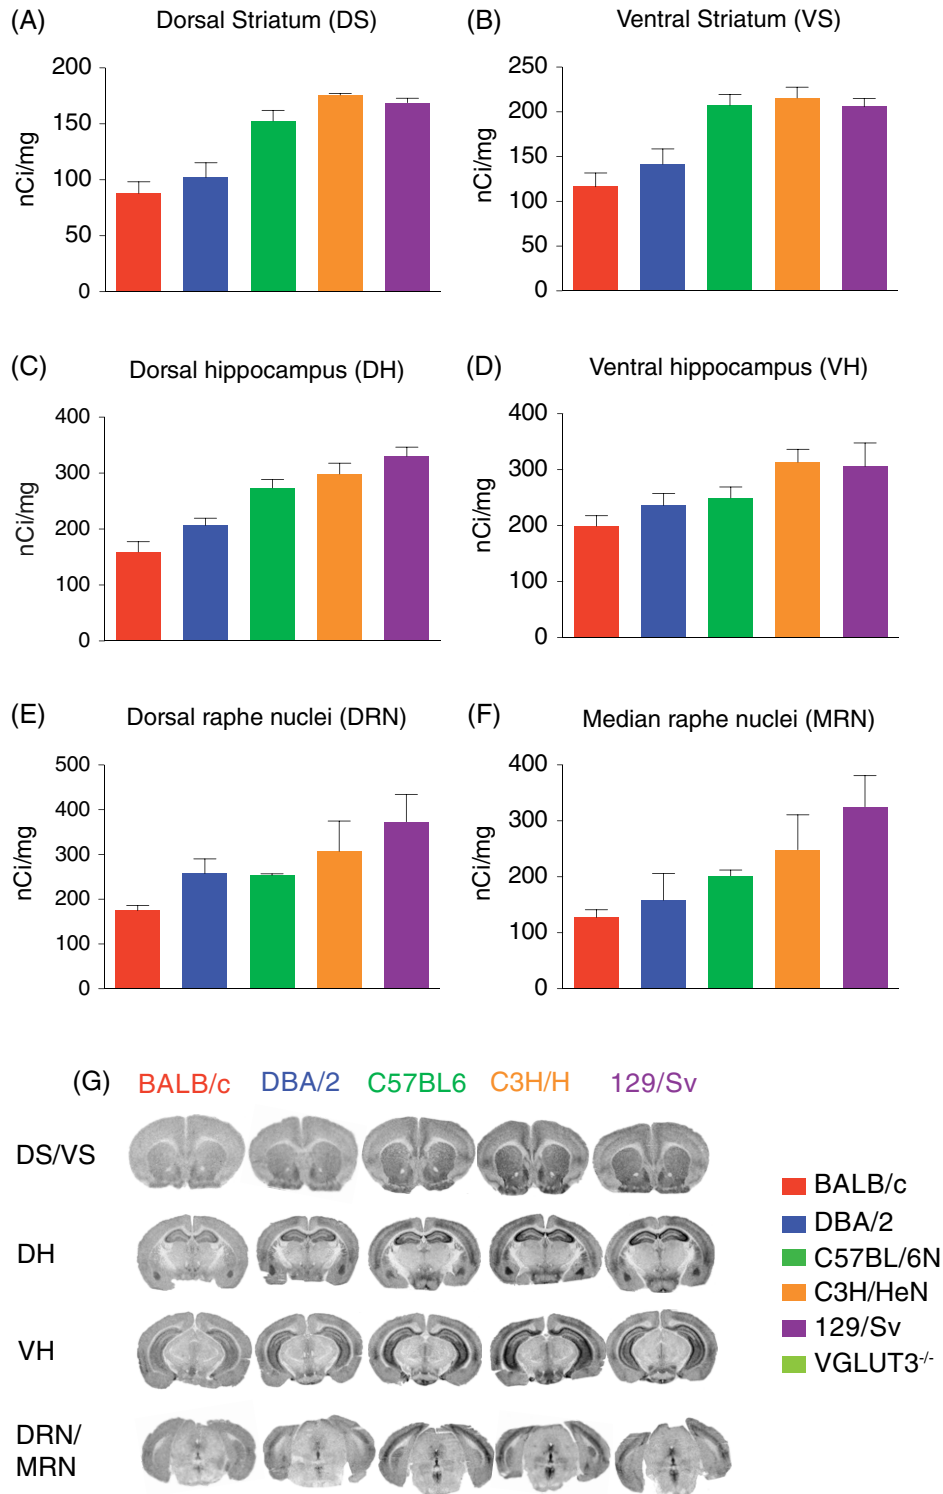 (A) Dorsal Striatum (DS)
200
150
100
50
0
nCi/mg
(B) Ventral Striatum (VS)
250
200
150
100
50
0
nCi/mg
(C) Dorsal hippocampus (DH)
400
300
200
100
0
nCi/mg
(D) Ventral hippocampus (VH)
400
300
200
100
0
nCi/mg
(E) Dorsal raphe nuclei (DRN)
500
400
300
200
100
0
nCi/mg
(F) Median raphe nuclei (MRN)
400
300
200
100
0
nCi/mg
(G) BALB/c DBA/2 C57BL6 C3H/H 129/Sv
DS/VS
DH
VH
DRN/
MRN
BALB/c
DBA/2
C57BL/6N
C3H/HeN
129/Sv
VGLUT3-/-